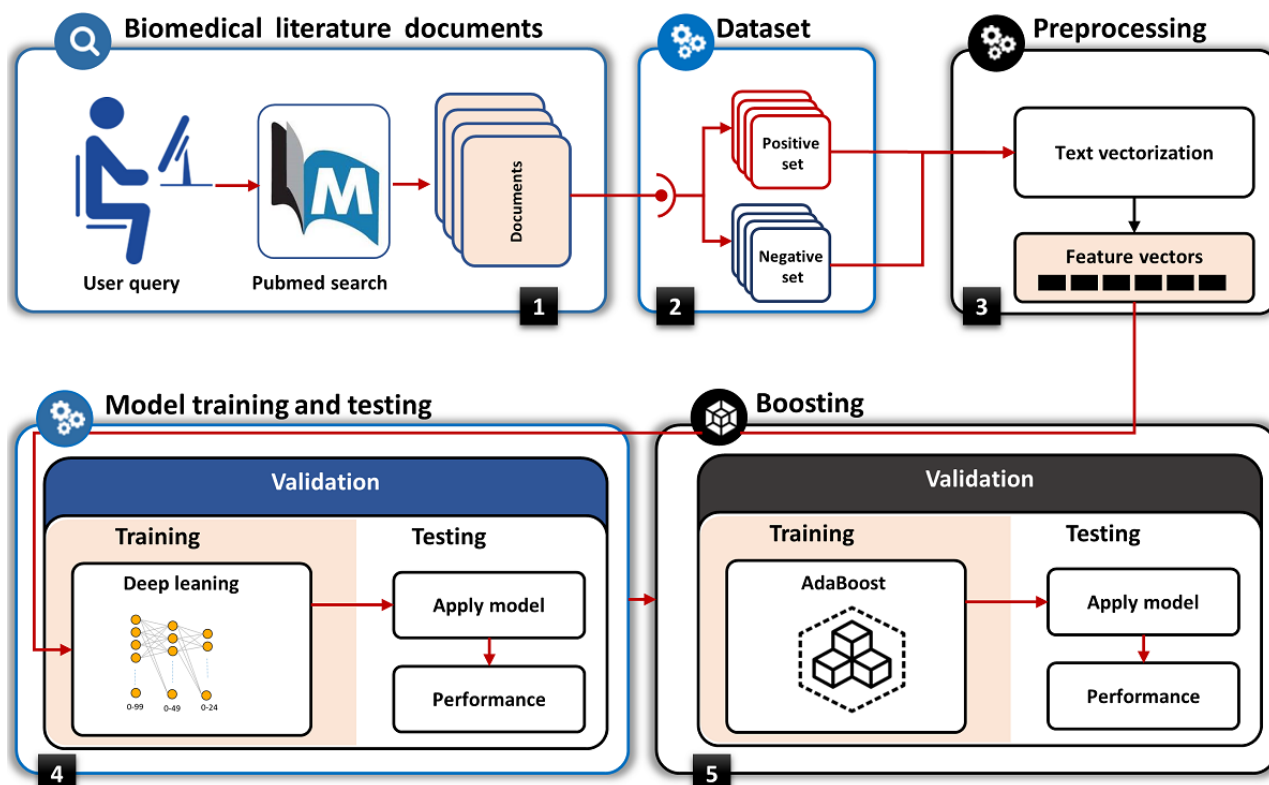 Biomedical literature documents
User query
M
Pubmed search
Documents
1
Dataset
Positive
set
Negative
set
2
Preprocessing
Text vectorization
Feature vectors
3
Model training and testing
Validation
Training
Testing
Deep leaning
0-99
0-49
0-24
Apply model
Performance
4
Boosting
Validation
Training
Testing
AdaBoost
Apply model
Performance
5